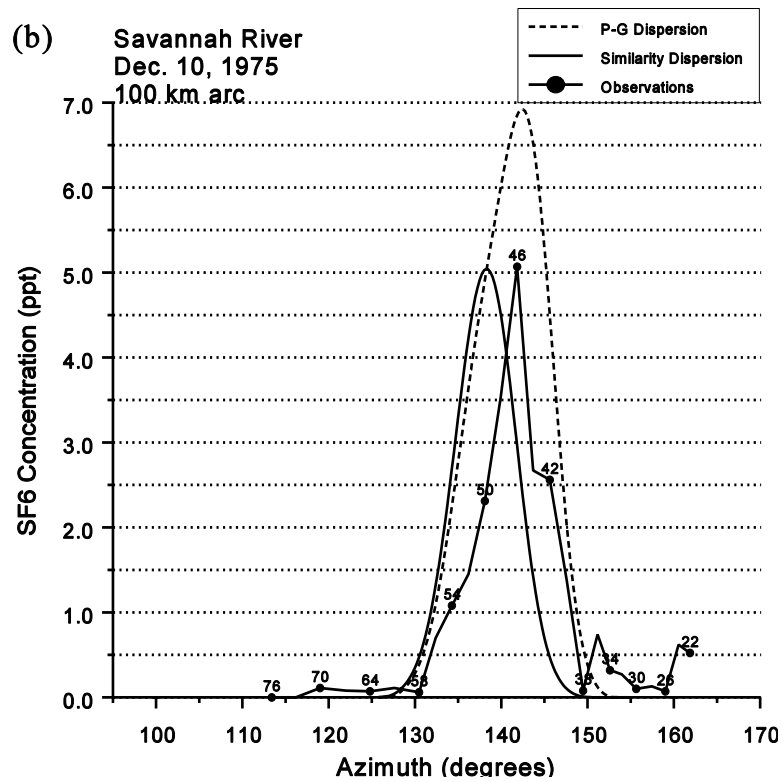 (b)
Savannah River
Dec. 10, 1975
100 km arc
P-G Dispersion
Similarity Dispersion
Observations
7.0
6.0
5.0
4.0
3.0
2.0
1.0
0.0
SF6 Concentration (ppt)
46
42
50
54
76
70
64
58
38
34
30
26
22
100 110 120 130 140 150 160 170
Azimuth (degrees)